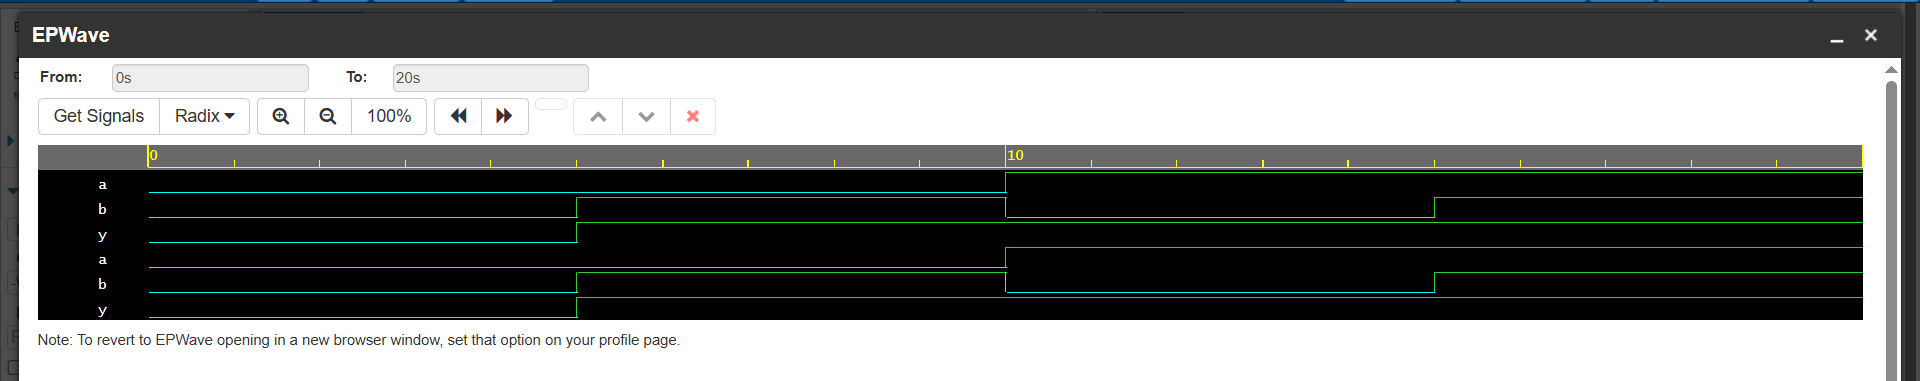 EPWave
From: 0s To: 20s
Get Signals Radix 100%
0 10
a
b
y
a
b
y
Note: To revert to EPWave opening in a new browser window, set that option on your profile page.